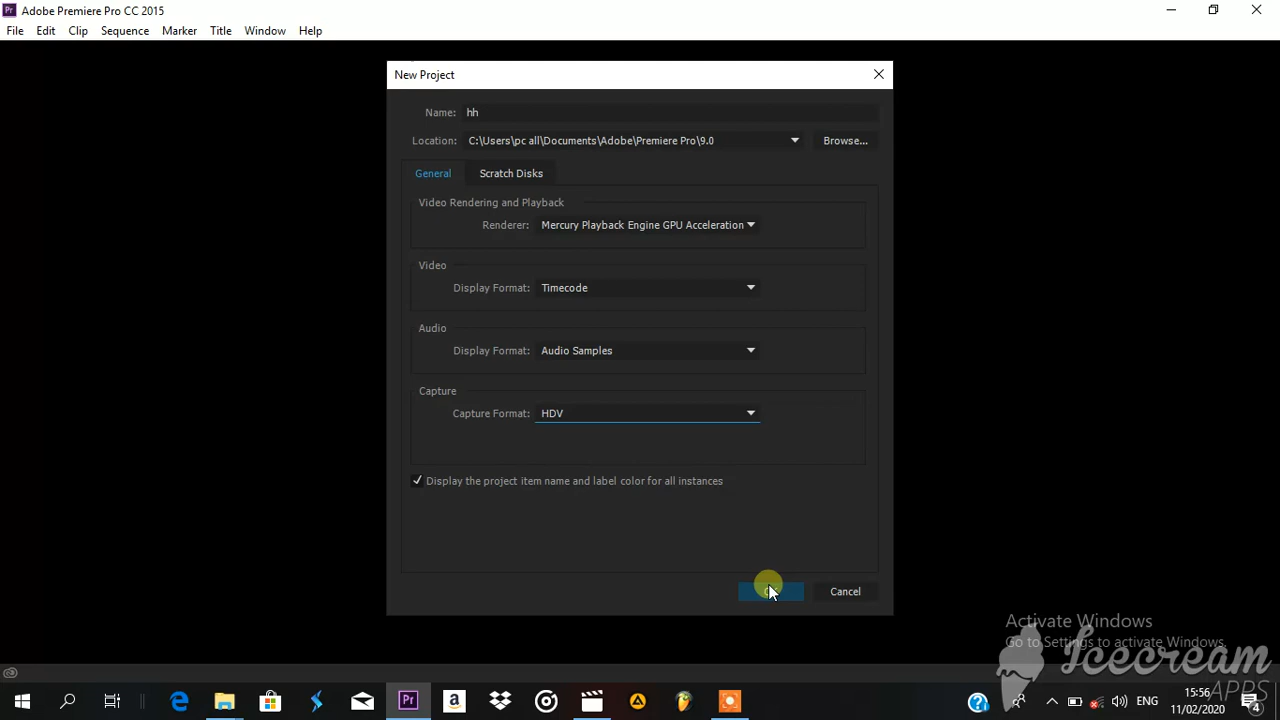 Pr Adobe Premiere Pro CC 2015
File Edit Clip Sequence Marker Title Window Help
New Project
Name: hh
Location: C:\Users\pc all\Documents\Adobe\Premiere Pro\9.0 Browse...
General Scratch Disks
Video Rendering and Playback
Renderer: Mercury Playback Engine GPU Acceleration
Video
Display Format: Timecode
Audio
Display Format: Audio Samples
Capture
Capture Format: HDV
Display the project item name and label color for all instances
Cancel
Activate Windows
Go to Settings to activate Windows.
Icecream
APPS
Pr a ENG 15:56
11/02/2020 4